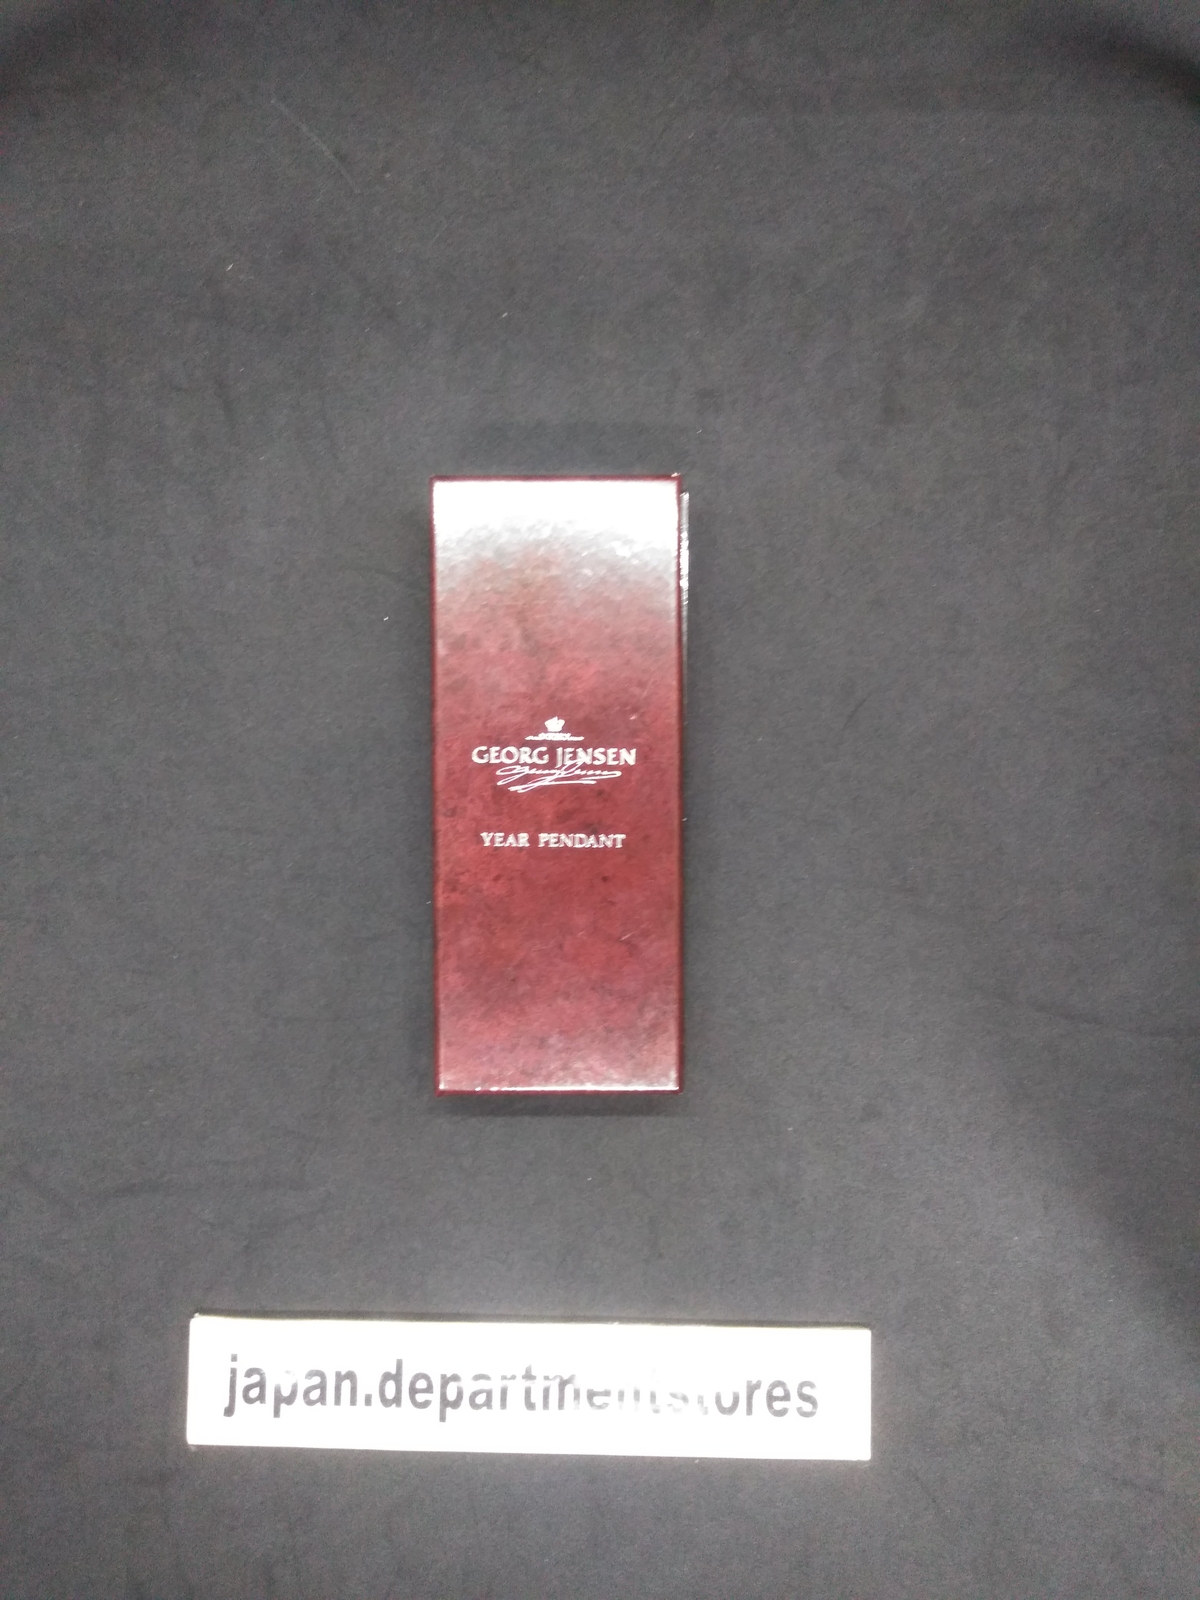 GEORG JENSEN
YEAR PENDANT
japan.departmentstores